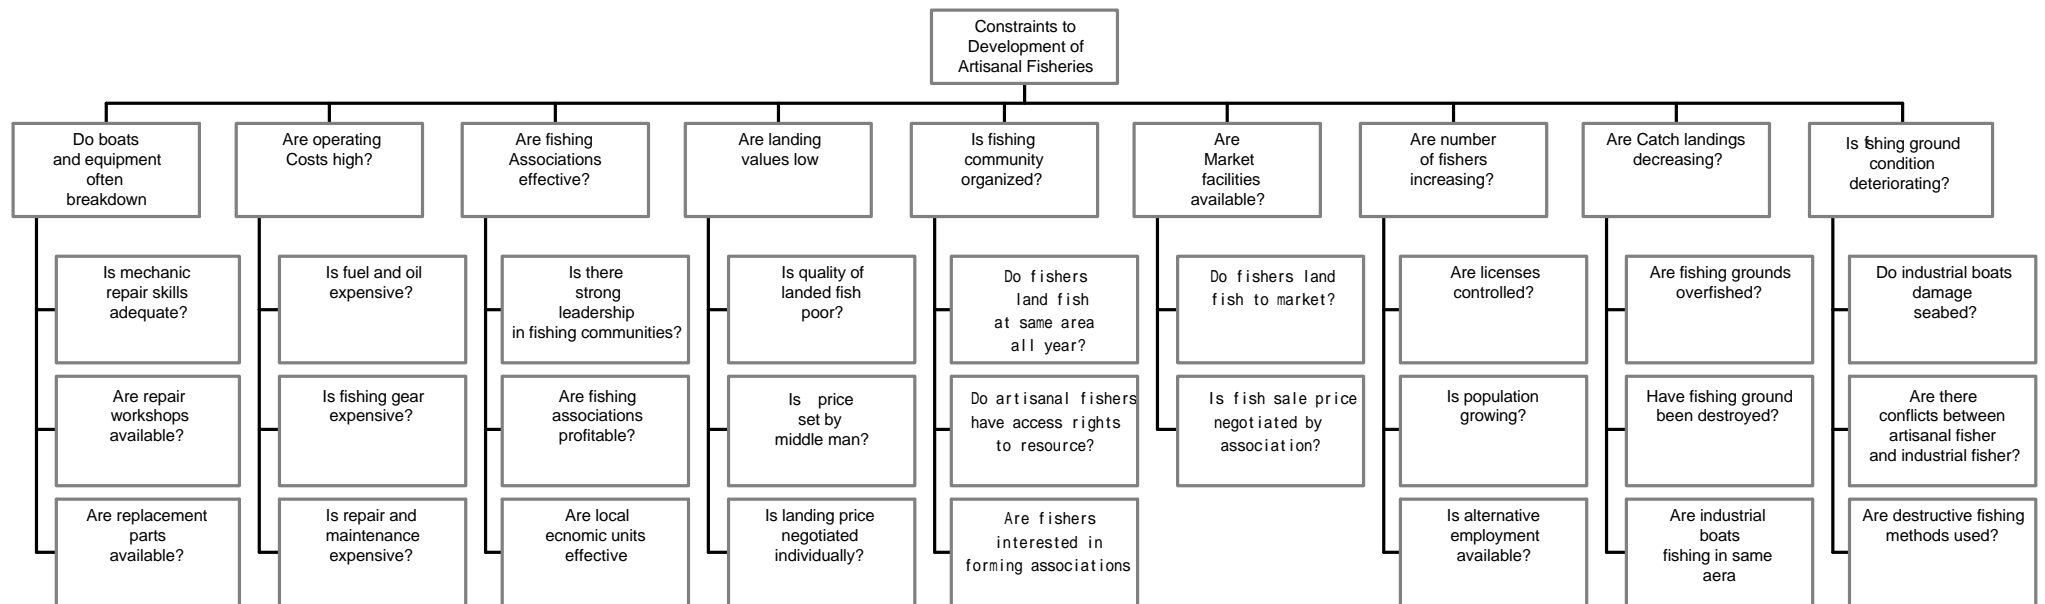 Constraints to
Development of
Artisanal Fisheries
Do boats
and equipment
often
breakdown
Are operating
Costs high?
Are fishing
Associations
effective?
Are landing
values low
Is fishing
community
organized?
Are
Market
facilities
available?
Are number
of fishers
increasing?
Are Catch landings
decreasing?
Is fshing ground
condition
deteriorating?
Is mechanic
repair skills
adequate?
Is fuel and oil
expensive?
Is there
strong
leadership
in fishing communities?
Is quality of
landed fish
poor?
Do fishers
land fish
at same area
all year?
Do fishers land
fish to market?
Are licenses
controlled?
Are fishing grounds
overfished?
Do industrial boats
damage
seabed?
Are repair
workshops
available?
Is fishing gear
expensive?
Are fishing
associations
profitable?
Is price
set by
middle man?
Do artisanal fishers
have access rights
to resource?
Is fish sale price
negotiated by
association?
Is population
growing?
Have fishing ground
been destroyed?
Are there
conflicts between
artisanal fisher
and industrial fisher?
Are replacement
parts
available?
Is repair and
maintenance
expensive?
Are local
ecnomic units
effective
Is landing price
negotiated
individually?
Are fishers
interested in
forming associations
Is alternative
employment
available?
Are industrial
boats
fishing in same
aera
Are destructive fishing
methods used?